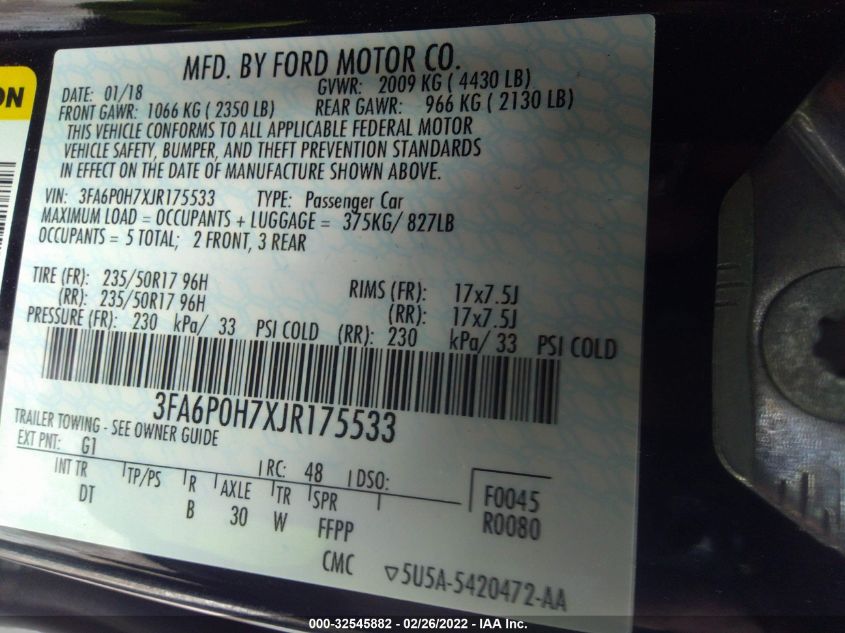 ON
MFD. BY FORD MOTOR CO.
DATE: 01/18 GVWR: 2009 KG ( 4430 LB)
FRONT GAWR: 1066 KG ( 2350 LB) REAR GAWR: 966 KG ( 2130 LB)
THIS VEHICLE CONFORMS TO ALL APPLICABLE FEDERAL MOTOR
VEHICLE SAFETY, BUMPER, AND THEFT PREVENTION STANDARDS
IN EFFECT ON THE DATE OF MANUFACTURE SHOWN ABOVE.
VIN: 3FA6P0H7XJR175533 TYPE: Passenger Car
MAXIMUM LOAD = OCCUPANTS + LUGGAGE = 375KG/ 827LB
OCCUPANTS = 5 TOTAL; 2 FRONT, 3 REAR
TIRE (FR): 235/50R17 96H RIMS (FR): 17x7.5J
(RR): 235/50R17 96H (RR): 17x7.5J
PRESSURE (FR): 230 kPa/ 33 PSI COLD (RR): 230 kPa/ 33 PSI COLD
3FA6P0H7XJR175533
TRAILER TOWING - SEE OWNER GUIDE
EXT PNT: G1 RC: 48 DSO:
INT TR TP/PS R AXLE TR SPR F0045
DT B 30 W FFPP R0080
CMC ▽5U5A-5420472-AA
000-32545882 - 02/26/2022 - IAA Inc.